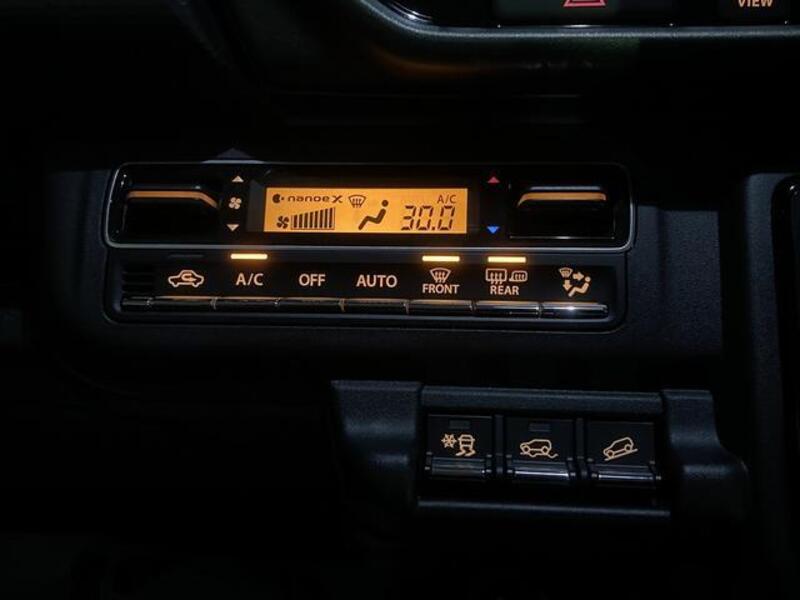 VIEW
nanoe X
A/C
30.0
A/C OFF AUTO FRONT REAR